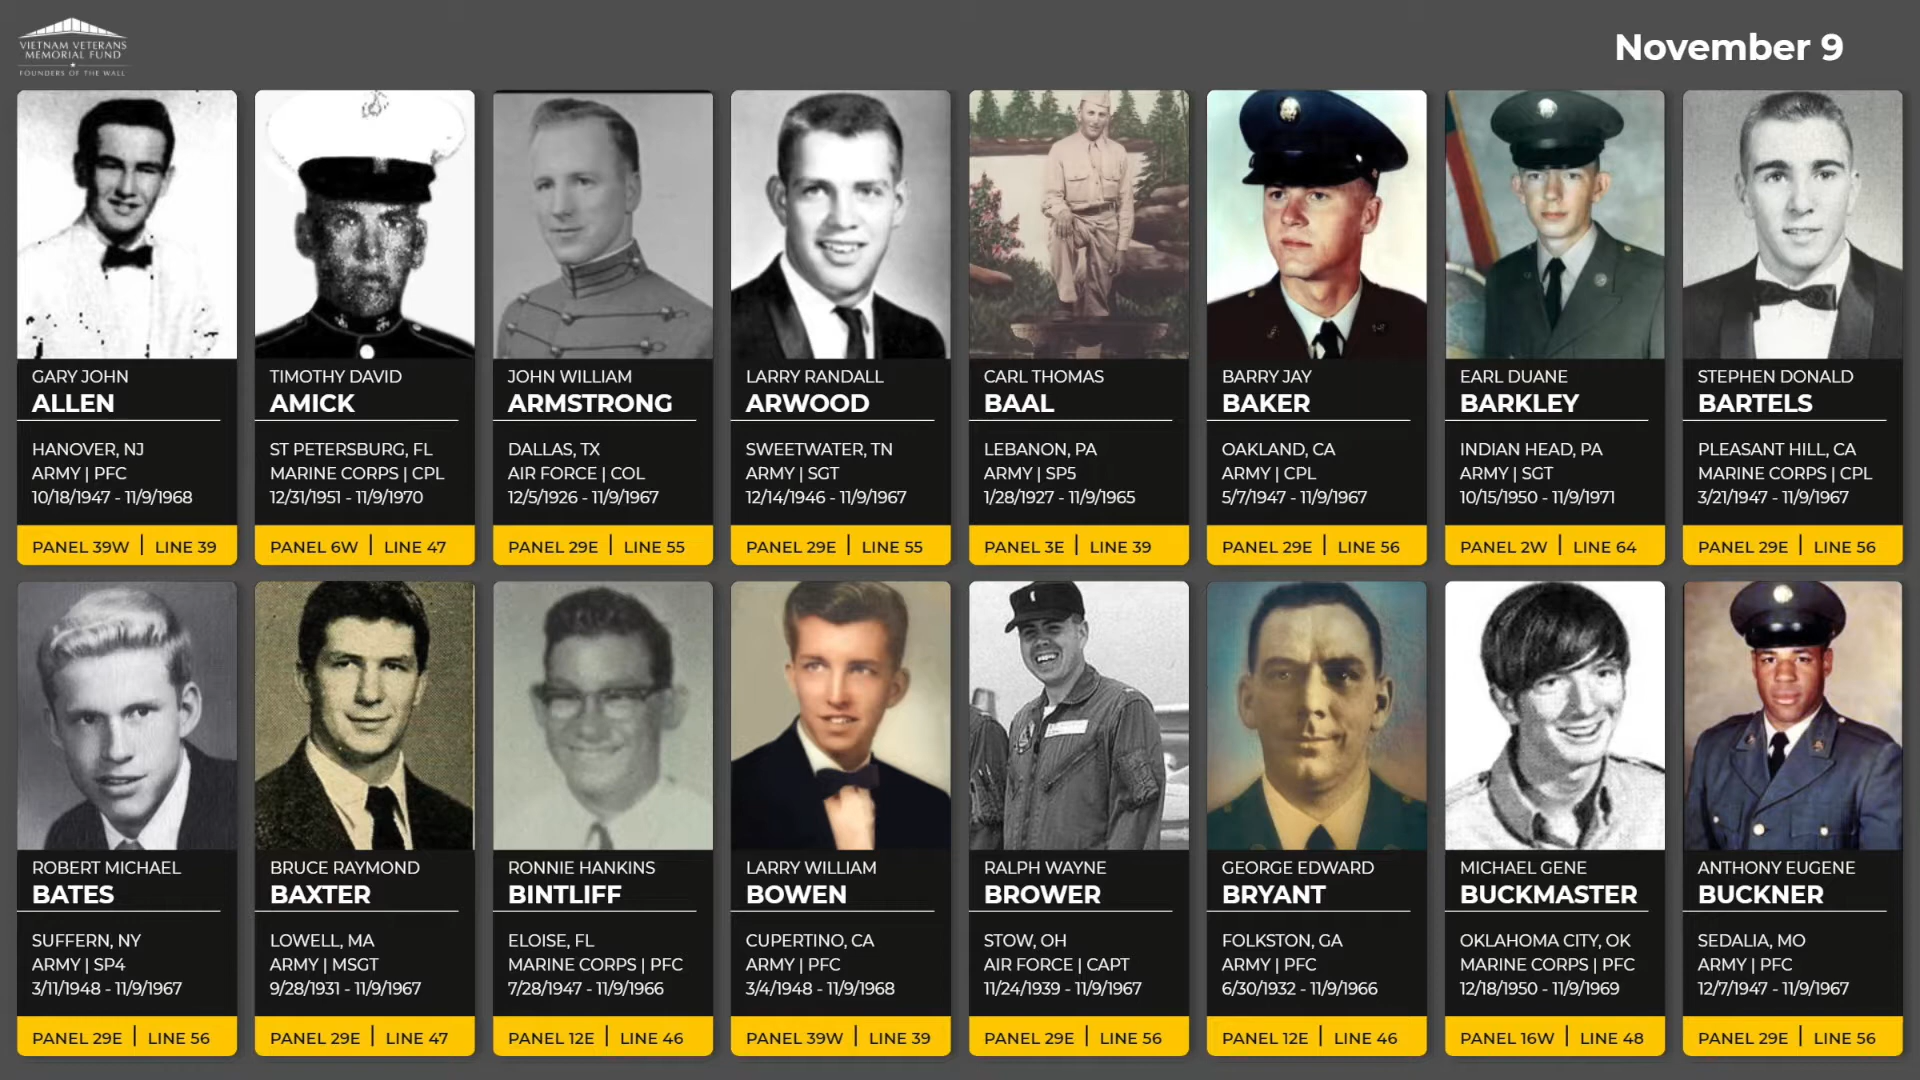 VIETNAM VETERANS
MEMORIAL FUND
FOUNDERS OF THE WALL
November 9
GARY JOHN
ALLEN
HANOVER, NJ
ARMY | PFC
10/18/1947 - 11/9/1968
PANEL 39W | LINE 39
TIMOTHY DAVID
AMICK
ST PETERSBURG, FL
MARINE CORPS | CPL
12/31/1951 - 11/9/1970
PANEL 6W | LINE 47
JOHN WILLIAM
ARMSTRONG
DALLAS, TX
AIR FORCE | COL
12/5/1926 - 11/9/1967
PANEL 29E | LINE 55
LARRY RANDALL
ARWOOD
SWEETWATER, TN
ARMY | SGT
12/14/1946 - 11/9/1967
PANEL 29E | LINE 55
CARL THOMAS
BAAL
LEBANON, PA
ARMY | SP5
1/28/1927 - 11/9/1965
PANEL 3E | LINE 39
BARRY JAY
BAKER
OAKLAND, CA
ARMY | CPL
5/7/1947 - 11/9/1967
PANEL 29E | LINE 56
EARL DUANE
BARKLEY
INDIAN HEAD, PA
ARMY | SGT
10/15/1950 - 11/9/1971
PANEL 2W | LINE 64
STEPHEN DONALD
BARTELS
PLEASANT HILL, CA
MARINE CORPS | CPL
3/21/1947 - 11/9/1967
PANEL 29E | LINE 56
ROBERT MICHAEL
BATES
SUFFERN, NY
ARMY | SP4
3/11/1948 - 11/9/1967
PANEL 29E | LINE 56
BRUCE RAYMOND
BAXTER
LOWELL, MA
ARMY | MSGT
9/28/1931 - 11/9/1967
PANEL 29E | LINE 47
RONNIE HANKINS
BINTLIFF
ELOISE, FL
MARINE CORPS | PFC
7/28/1947 - 11/9/1966
PANEL 12E | LINE 46
LARRY WILLIAM
BOWEN
CUPERTINO, CA
ARMY | PFC
3/4/1948 - 11/9/1968
PANEL 39W | LINE 39
RALPH WAYNE
BROWER
STOW, OH
AIR FORCE | CAPT
11/24/1939 - 11/9/1967
PANEL 29E | LINE 56
GEORGE EDWARD
BRYANT
FOLKSTON, GA
ARMY | PFC
6/30/1932 - 11/9/1966
PANEL 12E | LINE 46
MICHAEL GENE
BUCKMASTER
OKLAHOMA CITY, OK
MARINE CORPS | PFC
12/18/1950 - 11/9/1969
PANEL 16W | LINE 48
ANTHONY EUGENE
BUCKNER
SEDALIA, MO
ARMY | PFC
12/7/1947 - 11/9/1967
PANEL 29E | LINE 56